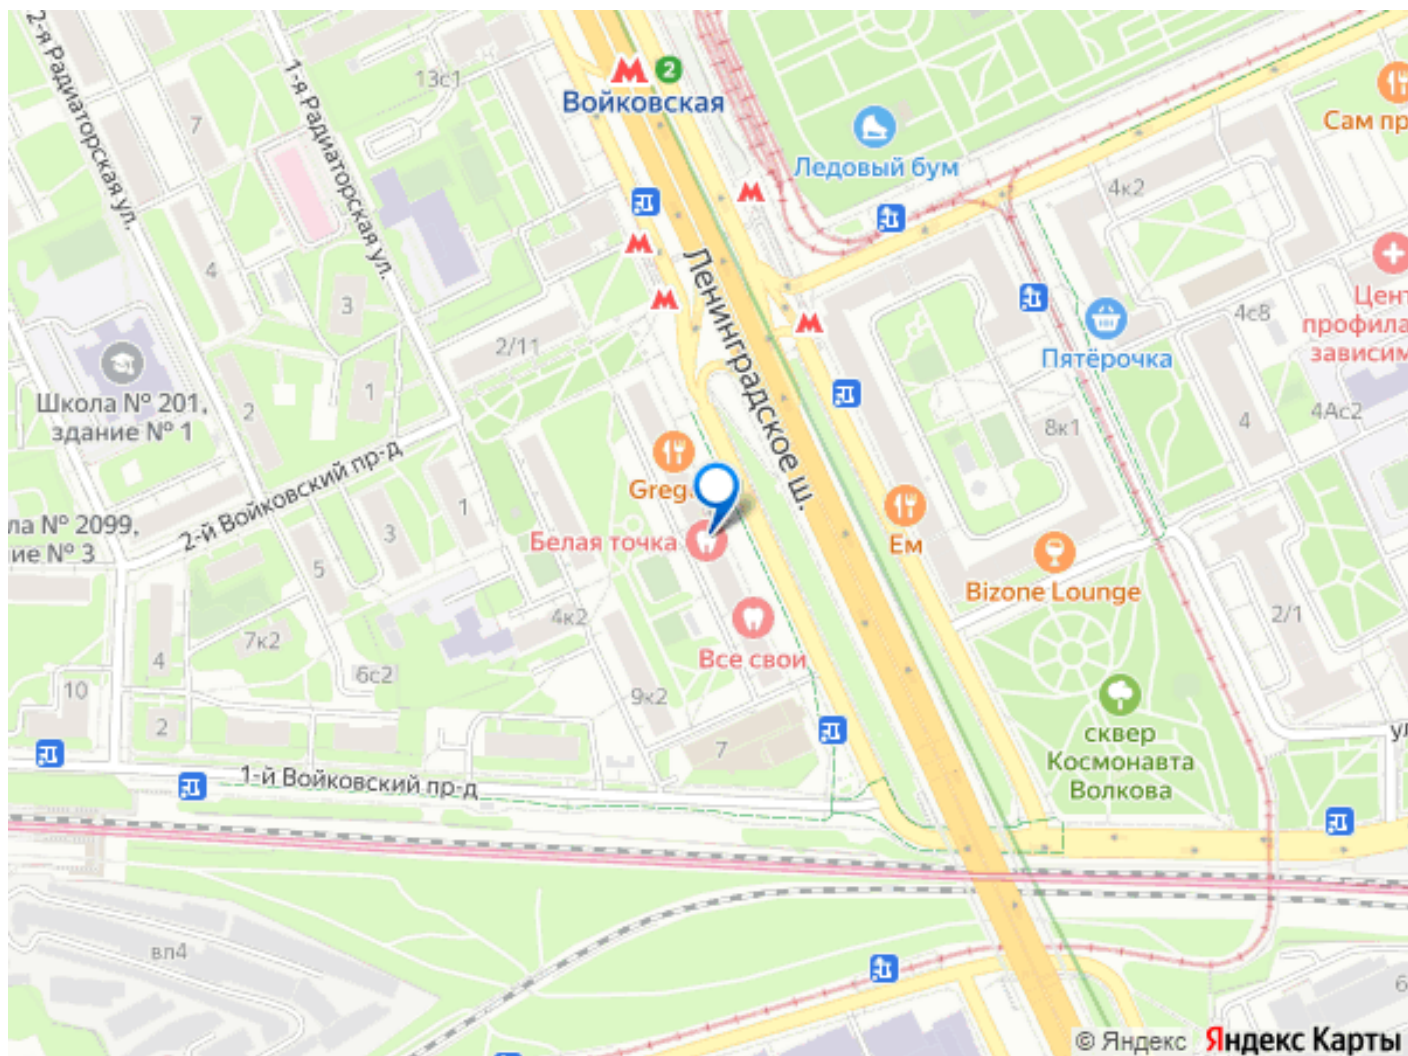 2-я Радиаторская ул.
1-я Радиаторская ул.
13с1
2
Войковская
Ледовый бум
Сам пр
7
4к2
4
3
Ленинградское ш.
4с8
Цент
профила
зависим
2/11
Пятёрочка
1
Школа № 201,
здание № 1
2
4Ас2
4
8к1
2-й Войковский пр-д
Grega
1
ла № 2099,
ие № 3
3
Белая точка
Ем
5
Bizone Lounge
4к2
2/1
7к2
4
Все свои
6с2
10
9к2
2
7
сквер
Космонавта
Волкова
ул
1-й Войковский пр-д
вл4
6
© Яндекс Яндекс Карты